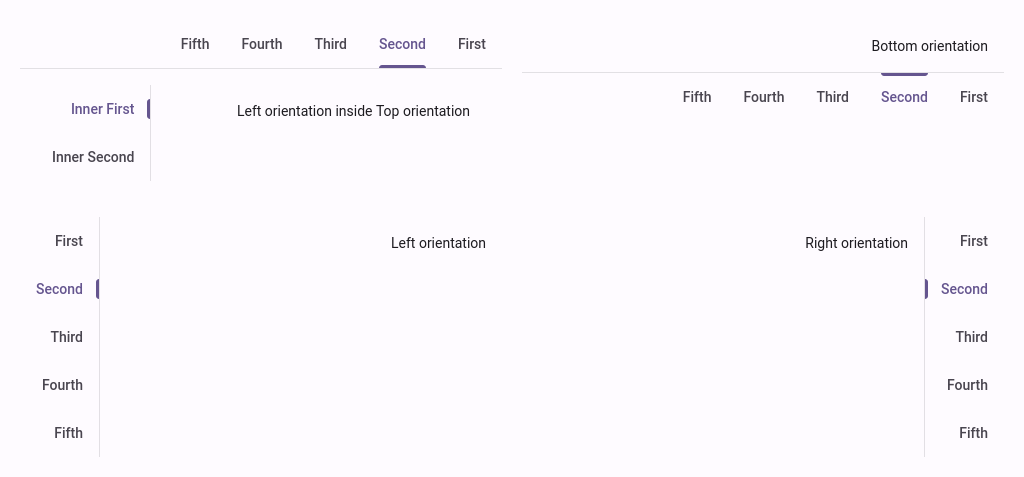 Fifth Fourth Third Second First
Inner First
Left orientation inside Top orientation
Inner Second
Bottom orientation
Fifth Fourth Third Second First
First
Second
Third
Fourth
Fifth
Left orientation
Right orientation
First
Second
Third
Fourth
Fifth